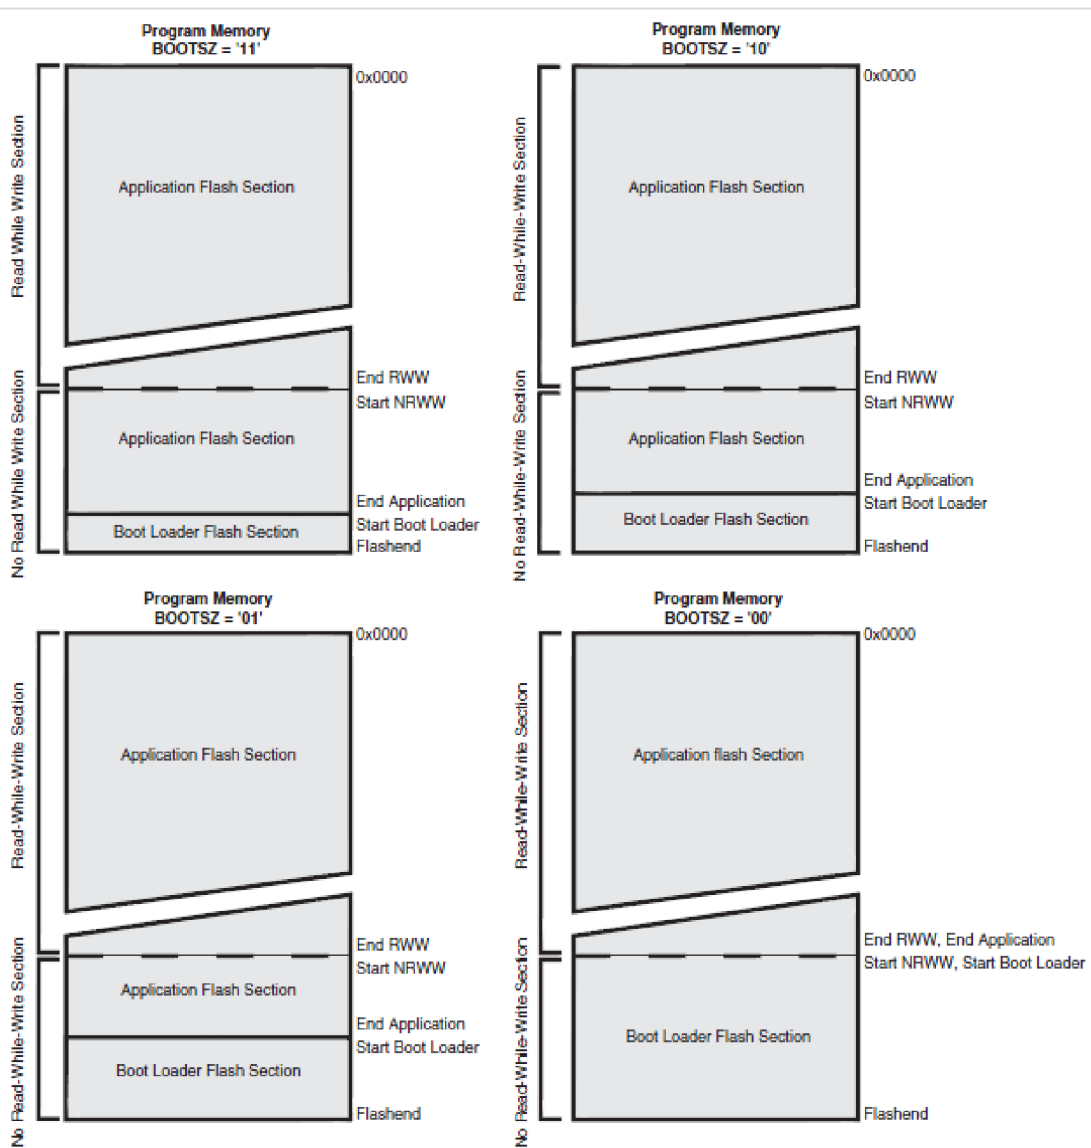 Program Memory
BOOTSZ = '11'
0x0000
Read While Write Section
Application Flash Section
End RWW
Start NRWW
No Read While Write Section
Application Flash Section
End Application
Start Boot Loader
Boot Loader Flash Section
Flashend
Program Memory
BOOTSZ = '10'
0x0000
Read-While-Write Section
Application Flash Section
End RWW
Start NRWW
No Read-While-Write Section
Application Flash Section
End Application
Start Boot Loader
Boot Loader Flash Section
Flashend
Program Memory
BOOTSZ = '01'
0x0000
Read-While-Write Section
Application Flash Section
End RWW
Start NRWW
No Read-While-Write Section
Application Flash Section
End Application
Start Boot Loader
Boot Loader Flash Section
Flashend
Program Memory
BOOTSZ = '00'
0x0000
Read-While-Write Section
Application flash Section
End RWW, End Application
Start NRWW, Start Boot Loader
No Read-While-Write Section
Boot Loader Flash Section
Flashend